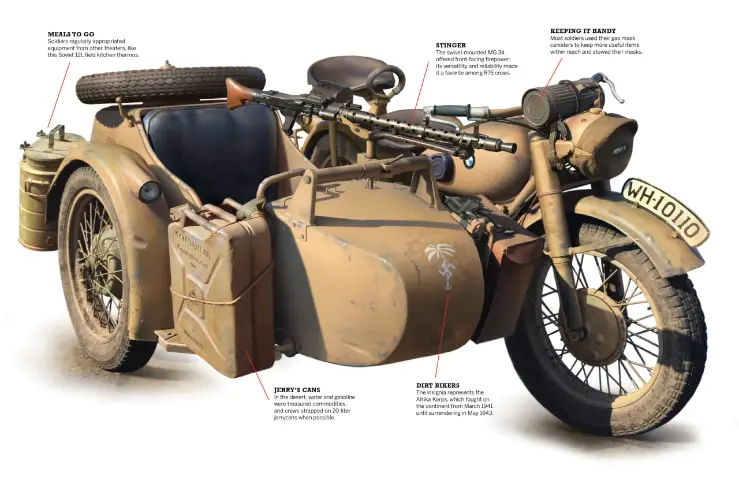 MEALS TO GO
Soldiers regularly appropriated
equipment from other theaters, like
this Soviet 12L field kitchen thermos.
STINGER
The swivel-mounted MG 34
offered front-facing firepower;
its versatility and reliability made
it a favorite among R75 crews.
KEEPING IT HANDY
Most soldiers used their gas mask
canisters to keep more useful items
within reach and stowed their masks.
WH-10110
JERRY'S CANS
In the desert, water and gasoline
were treasured commodities,
and crews strapped on 20-liter
jerrycans when possible.
DIRT BIKERS
The insignia represents the
Afrika Korps, which fought on
the continent from March 1941
until surrendering in May 1943.